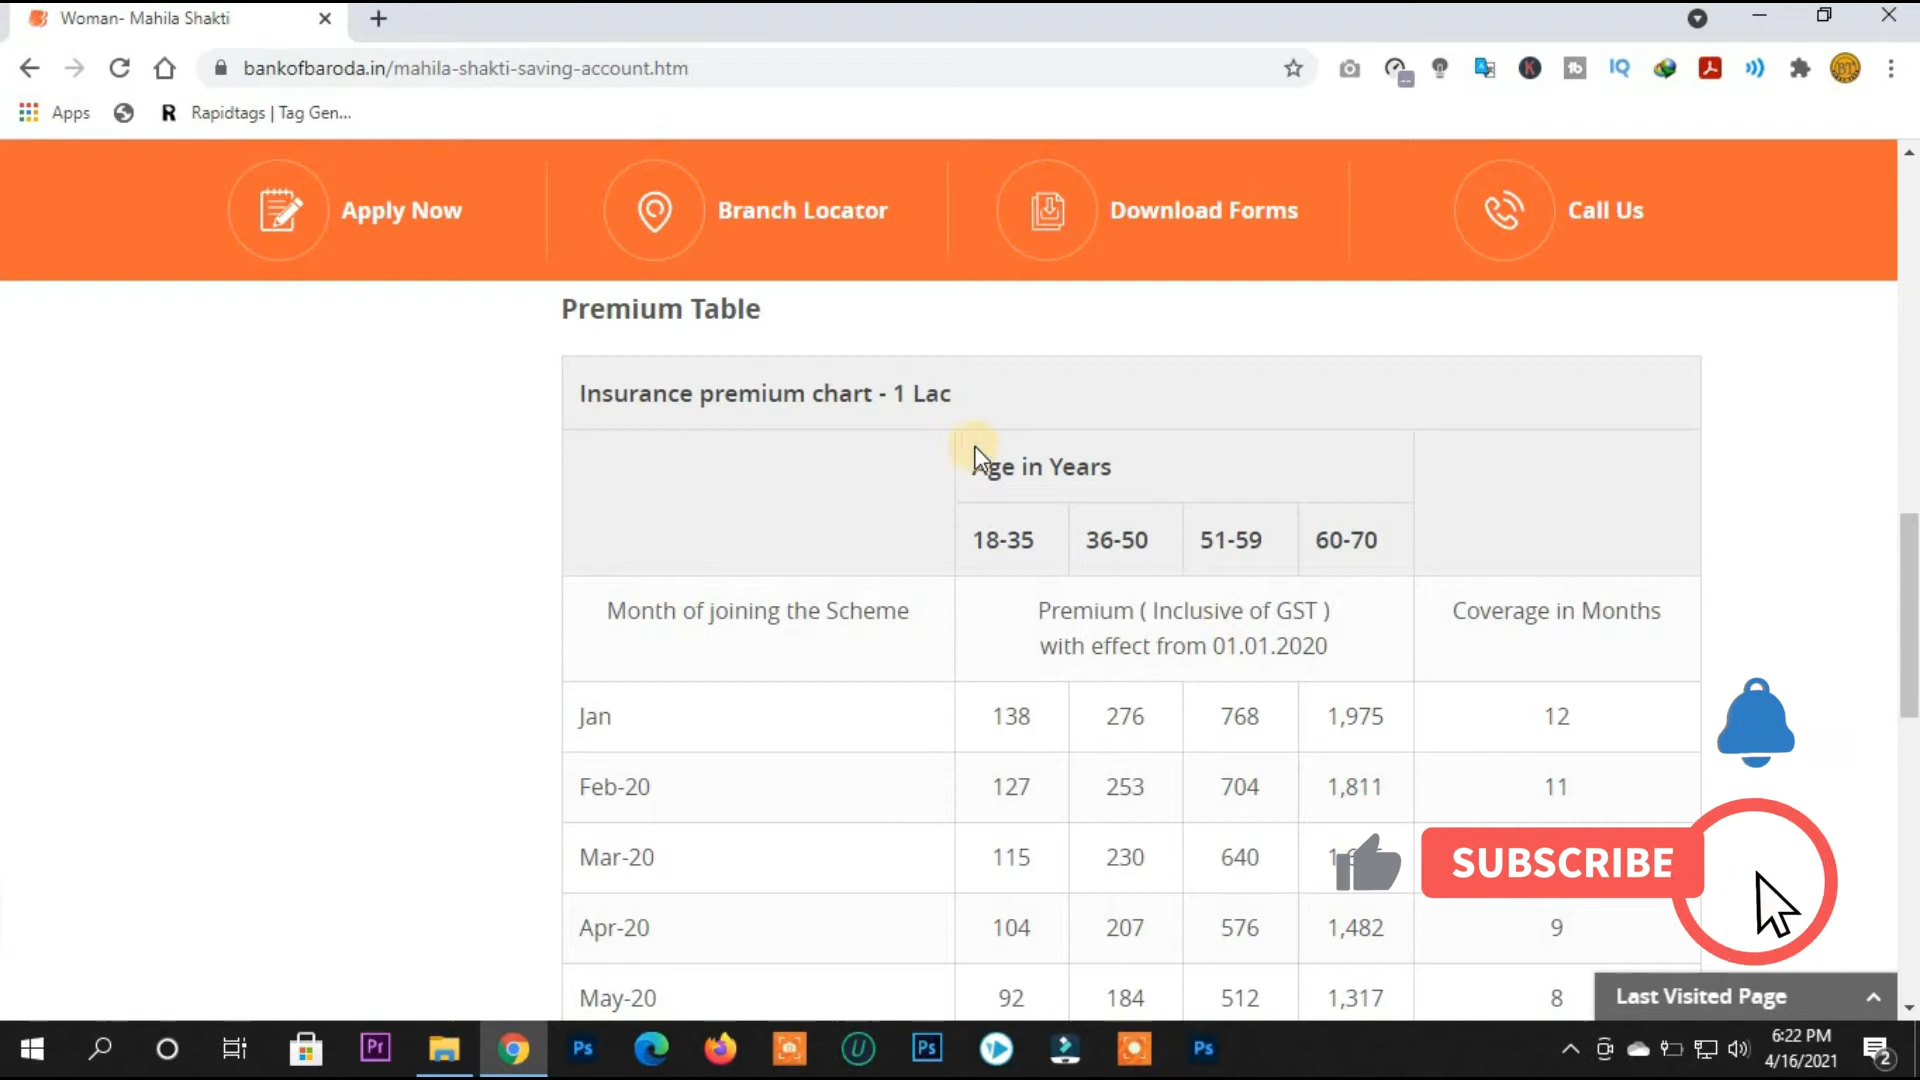 Woman- Mahila Shakti
bankofbaroda.in/mahila-shakti-saving-account.htm
Apps
Rapidtags | Tag Gen...
Apply Now
Branch Locator
Download Forms
Call Us
Premium Table
Insurance premium chart - 1 Lac
Age in Years
18-35 36-50 51-59 60-70
Month of joining the Scheme Premium ( Inclusive of GST ) Coverage in Months
with effect from 01.01.2020
Jan 138 276 768 1,975 12
Feb-20 127 253 704 1,811 11
Mar-20 115 230 640
SUBSCRIBE
Apr-20 104 207 576 1,482 9
May-20 92 184 512 1,317 8
Last Visited Page
6:22 PM
4/16/2021